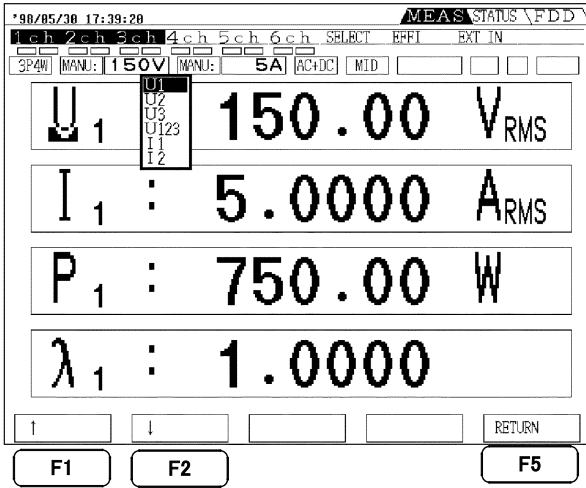 '98/05/30 17:39:20 MEAS STATUS FDD
1ch 2ch 3ch 4ch 5ch 6ch SELECT EFFI EXT IN
3P4W MANU: 150V MANU: 5A AC+DC MID
U1
U2
U3
U123
I1
I2
U1 : 150.00 VRMS
I1 : 5.0000 ARMS
P1 : 750.00 W
λ1 : 1.0000
↑ ↓ RETURN
F1 F2 F5